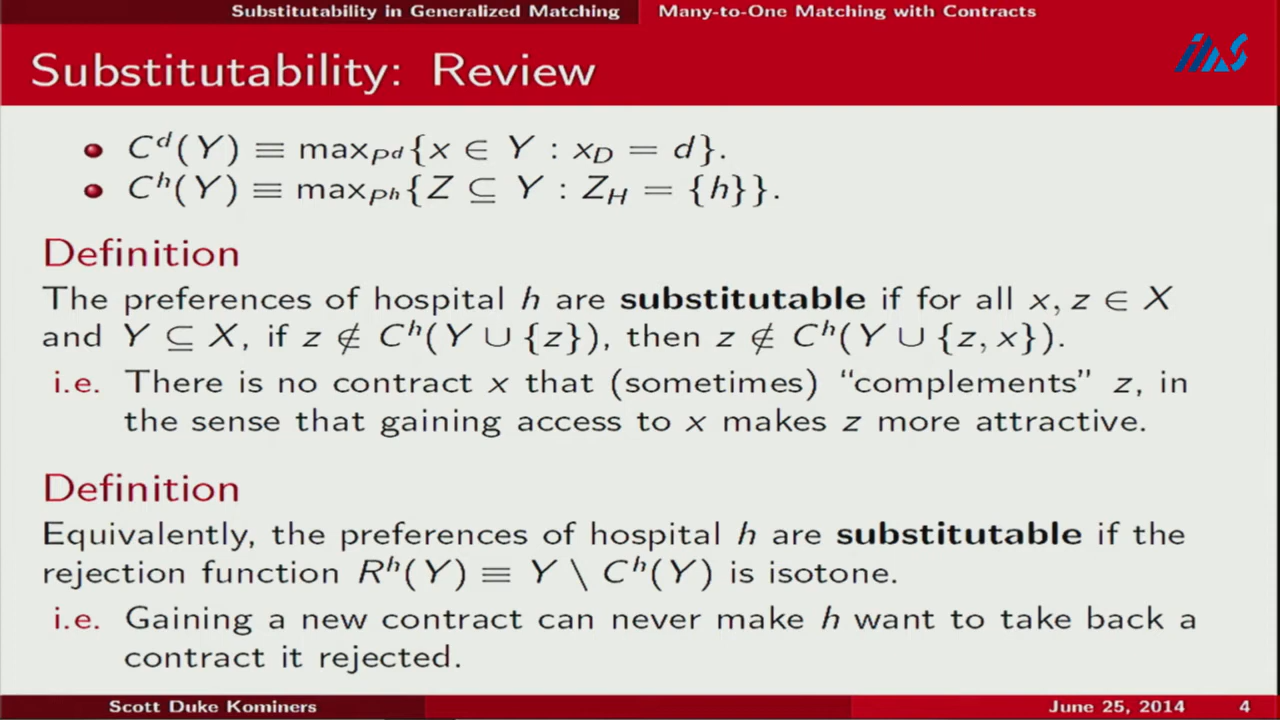 Substitutability in Generalized Matching Many-to-One Matching with Contracts
Substitutability: Review
ims
• C^d(Y) ≡ max_{P^d}{x ∈ Y : x_D = d}.
• C^h(Y) ≡ max_{P^h}{Z ⊆ Y : Z_H = {h}}.
Definition
The preferences of hospital h are substitutable if for all x, z ∈ X
and Y ⊆ X, if z ∉ C^h(Y ∪ {z}), then z ∉ C^h(Y ∪ {z, x}).
i.e. There is no contract x that (sometimes) “complements” z, in
the sense that gaining access to x makes z more attractive.
Definition
Equivalently, the preferences of hospital h are substitutable if the
rejection function R^h(Y) ≡ Y \ C^h(Y) is isotone.
i.e. Gaining a new contract can never make h want to take back a
contract it rejected.
Scott Duke Kominers June 25, 2014 4